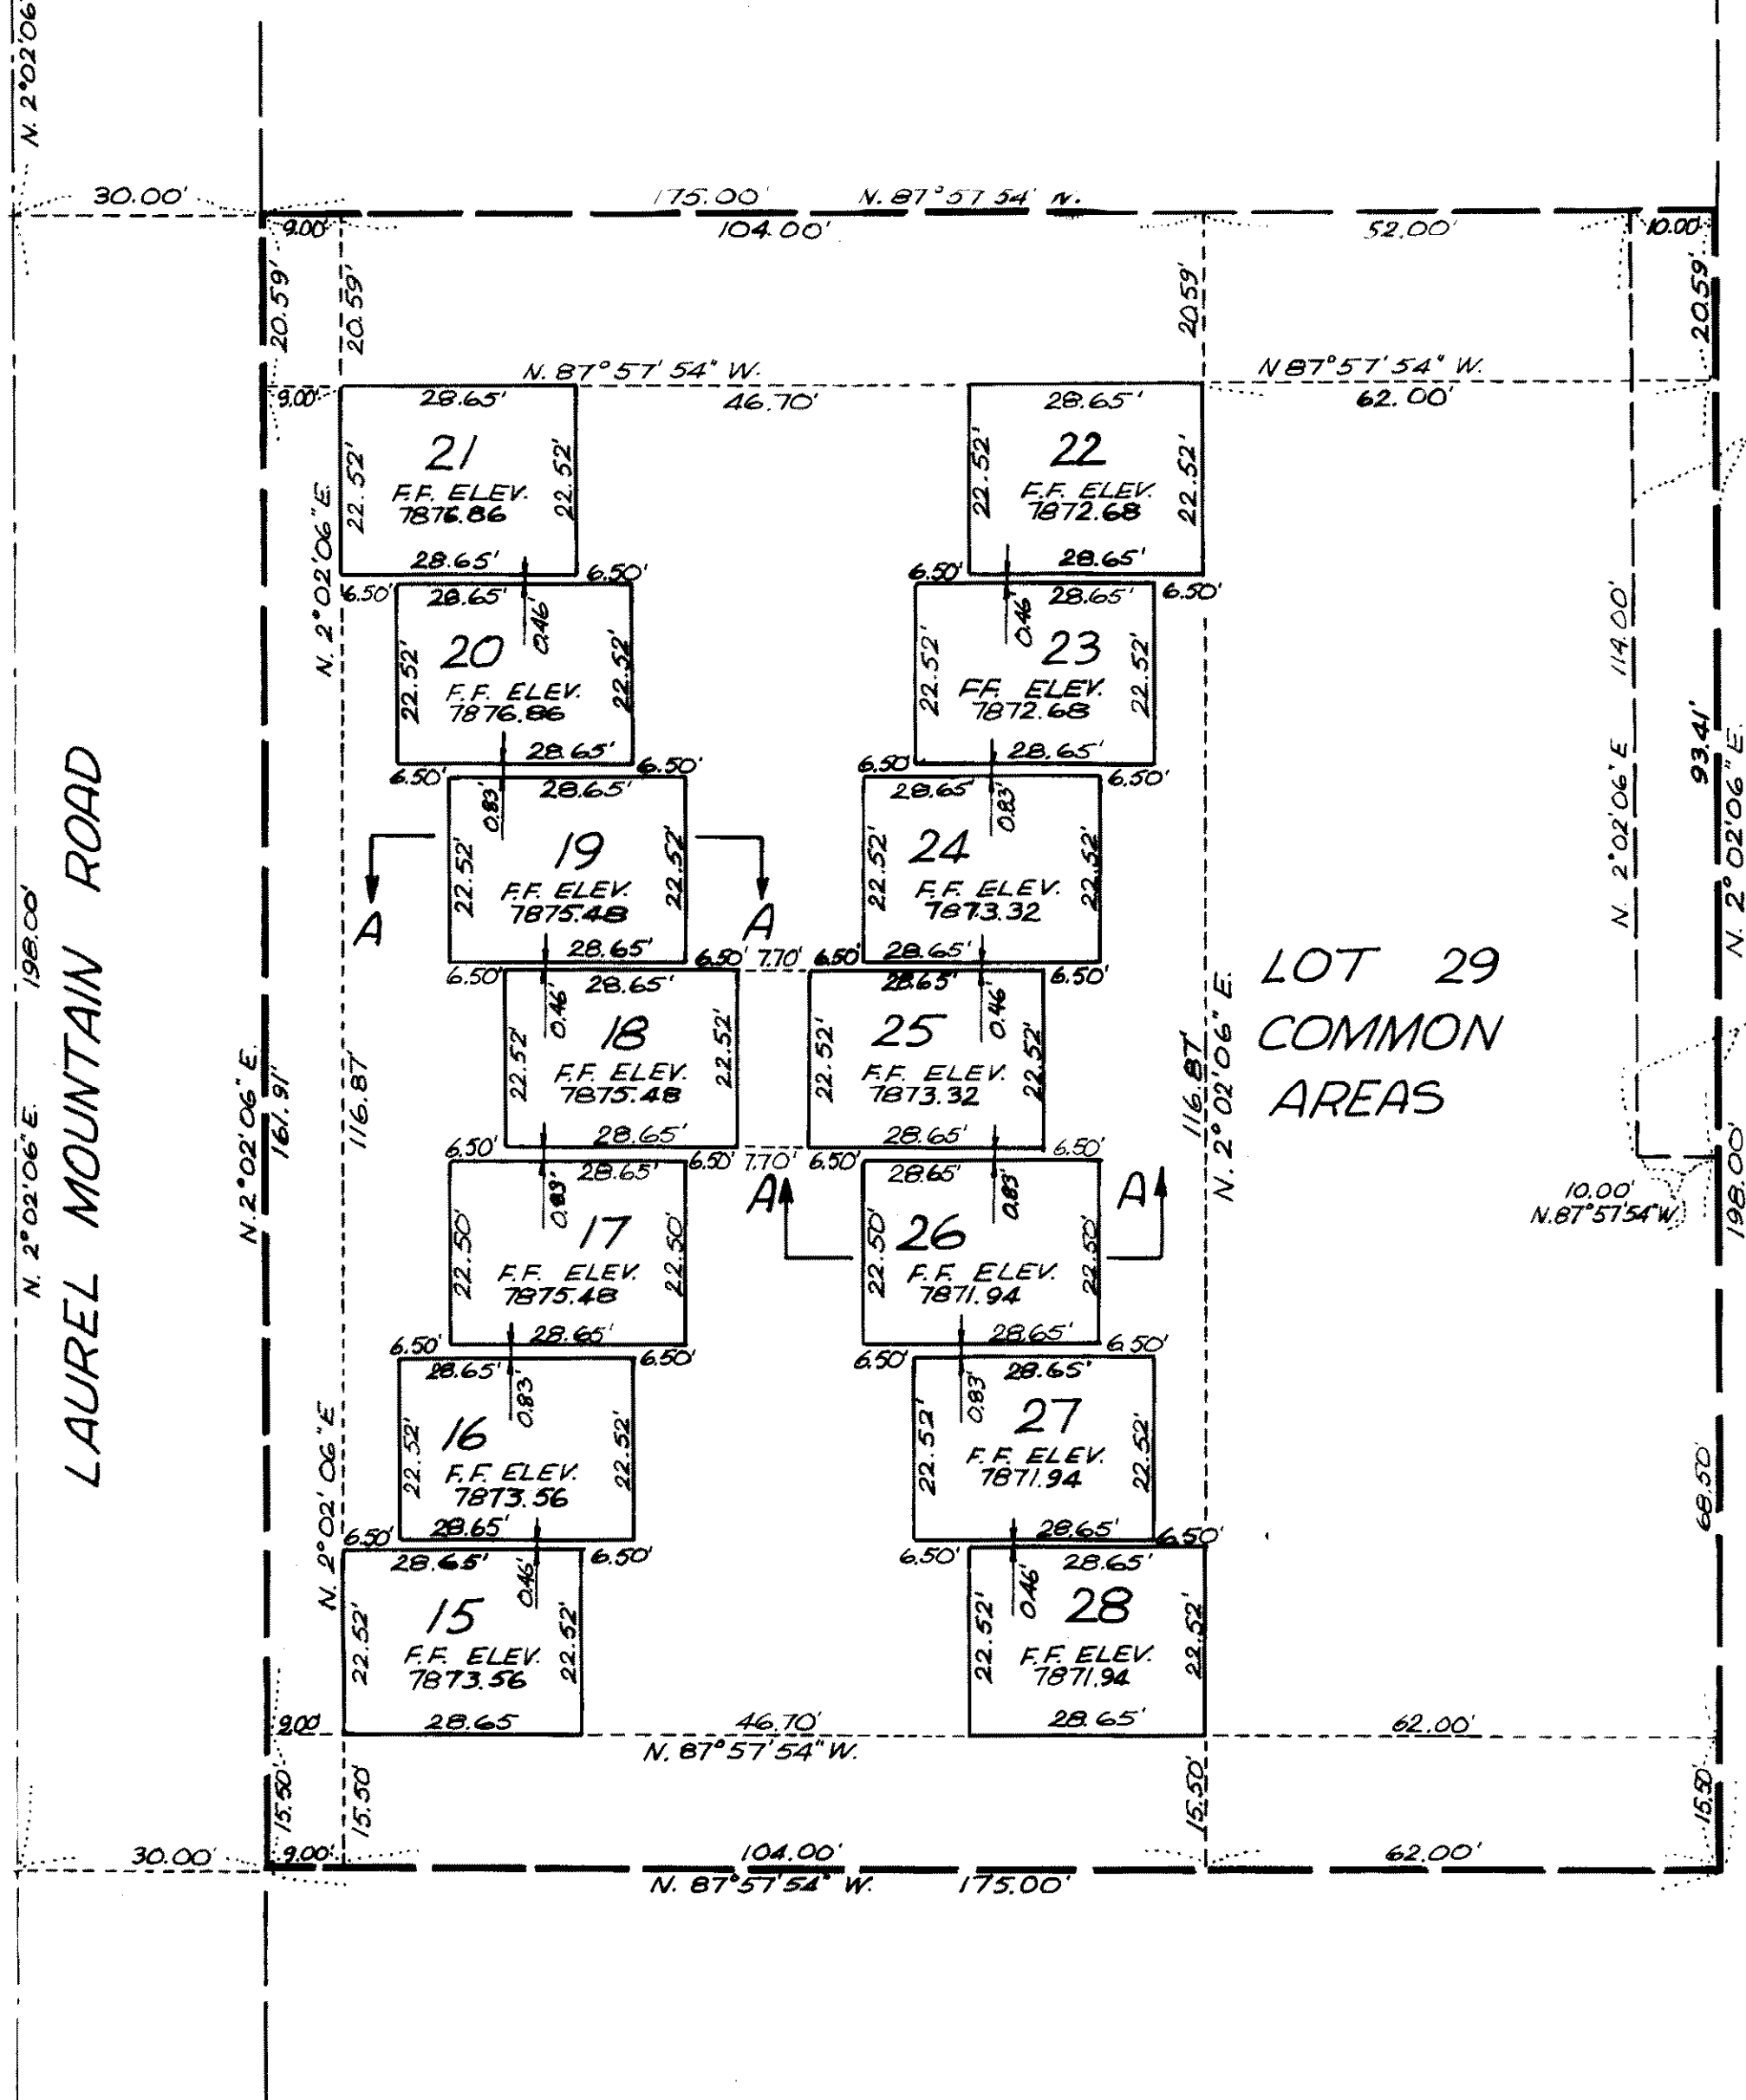 N. 2°02'06"
30.00'
175.00' N. 87°57'54" W.
9.00' 104.00' 52.00' 10.00'
20.59' 20.59' 20.59' 20.59'
N. 87°57'54" W. N 87°57'54" W.
9.00' 28.65' 46.70' 28.65' 62.00'
21
F.F. ELEV.
7876.86
22.52' 22.52'
28.65'
22
F.F. ELEV.
7872.68
22.52' 22.52'
28.65'
N. 2°02'06"E.
0.46' 0.46'
6.50' 6.50' 6.50' 6.50'
28.65' 28.65'
20
F.F. ELEV.
7876.86
22.52' 22.52'
28.65'
23
F.F. ELEV.
7872.68
22.52' 22.52'
28.65'
N. 2°02'06"E 114.00'
93.41'
N. 2°02'06"E.
6.50' 6.50' 6.50' 6.50'
0.83' 0.83'
28.65' 28.65'
19
F.F. ELEV.
7875.48
22.52' 22.52'
28.65'
A A
24
F.F. ELEV.
7873.32
22.52' 22.52'
28.65'
LAUREL MOUNTAIN ROAD
N. 2°02'06"E. 198.00'
6.50' 6.50' 7.70' 6.50' 6.50'
0.46' 0.46'
28.65' 28.65'
18
F.F. ELEV.
7875.48
22.52' 22.52'
28.65'
25
F.F. ELEV.
7873.32
22.52' 22.52'
28.65'
LOT 29
COMMON
AREAS
N. 2°02'06"E.
161.91'
116.87'
116.87'
N. 2°02'06"E.
6.50' 6.50' 7.70' 6.50' 6.50'
0.83' 0.83'
28.65' 28.65'
17
F.F. ELEV.
7875.48
22.50' 22.50'
28.65'
A A
26
F.F. ELEV.
7871.94
22.50' 22.50'
28.65'
10.00'
N.87°57'54"W.
198.00'
6.50' 6.50' 6.50' 6.50'
0.83' 0.83'
28.65' 28.65'
16
F.F. ELEV.
7873.56
22.52' 22.52'
28.65'
27
F.F. ELEV.
7871.94
22.52' 22.52'
28.65'
68.50'
N. 2°02'06"E
6.50' 6.50' 6.50' 6.50'
0.46' 0.46'
28.65' 28.65'
15
F.F. ELEV.
7873.56
22.52' 22.52'
28
F.F. ELEV.
7871.94
22.52' 22.52'
9.00' 28.65 46.70' 28.65' 62.00'
N. 87°57'54"W.
15.50' 15.50' 15.50' 15.50'
30.00' 9.00' 104.00' 62.00'
N. 87°57'54" W. 175.00'